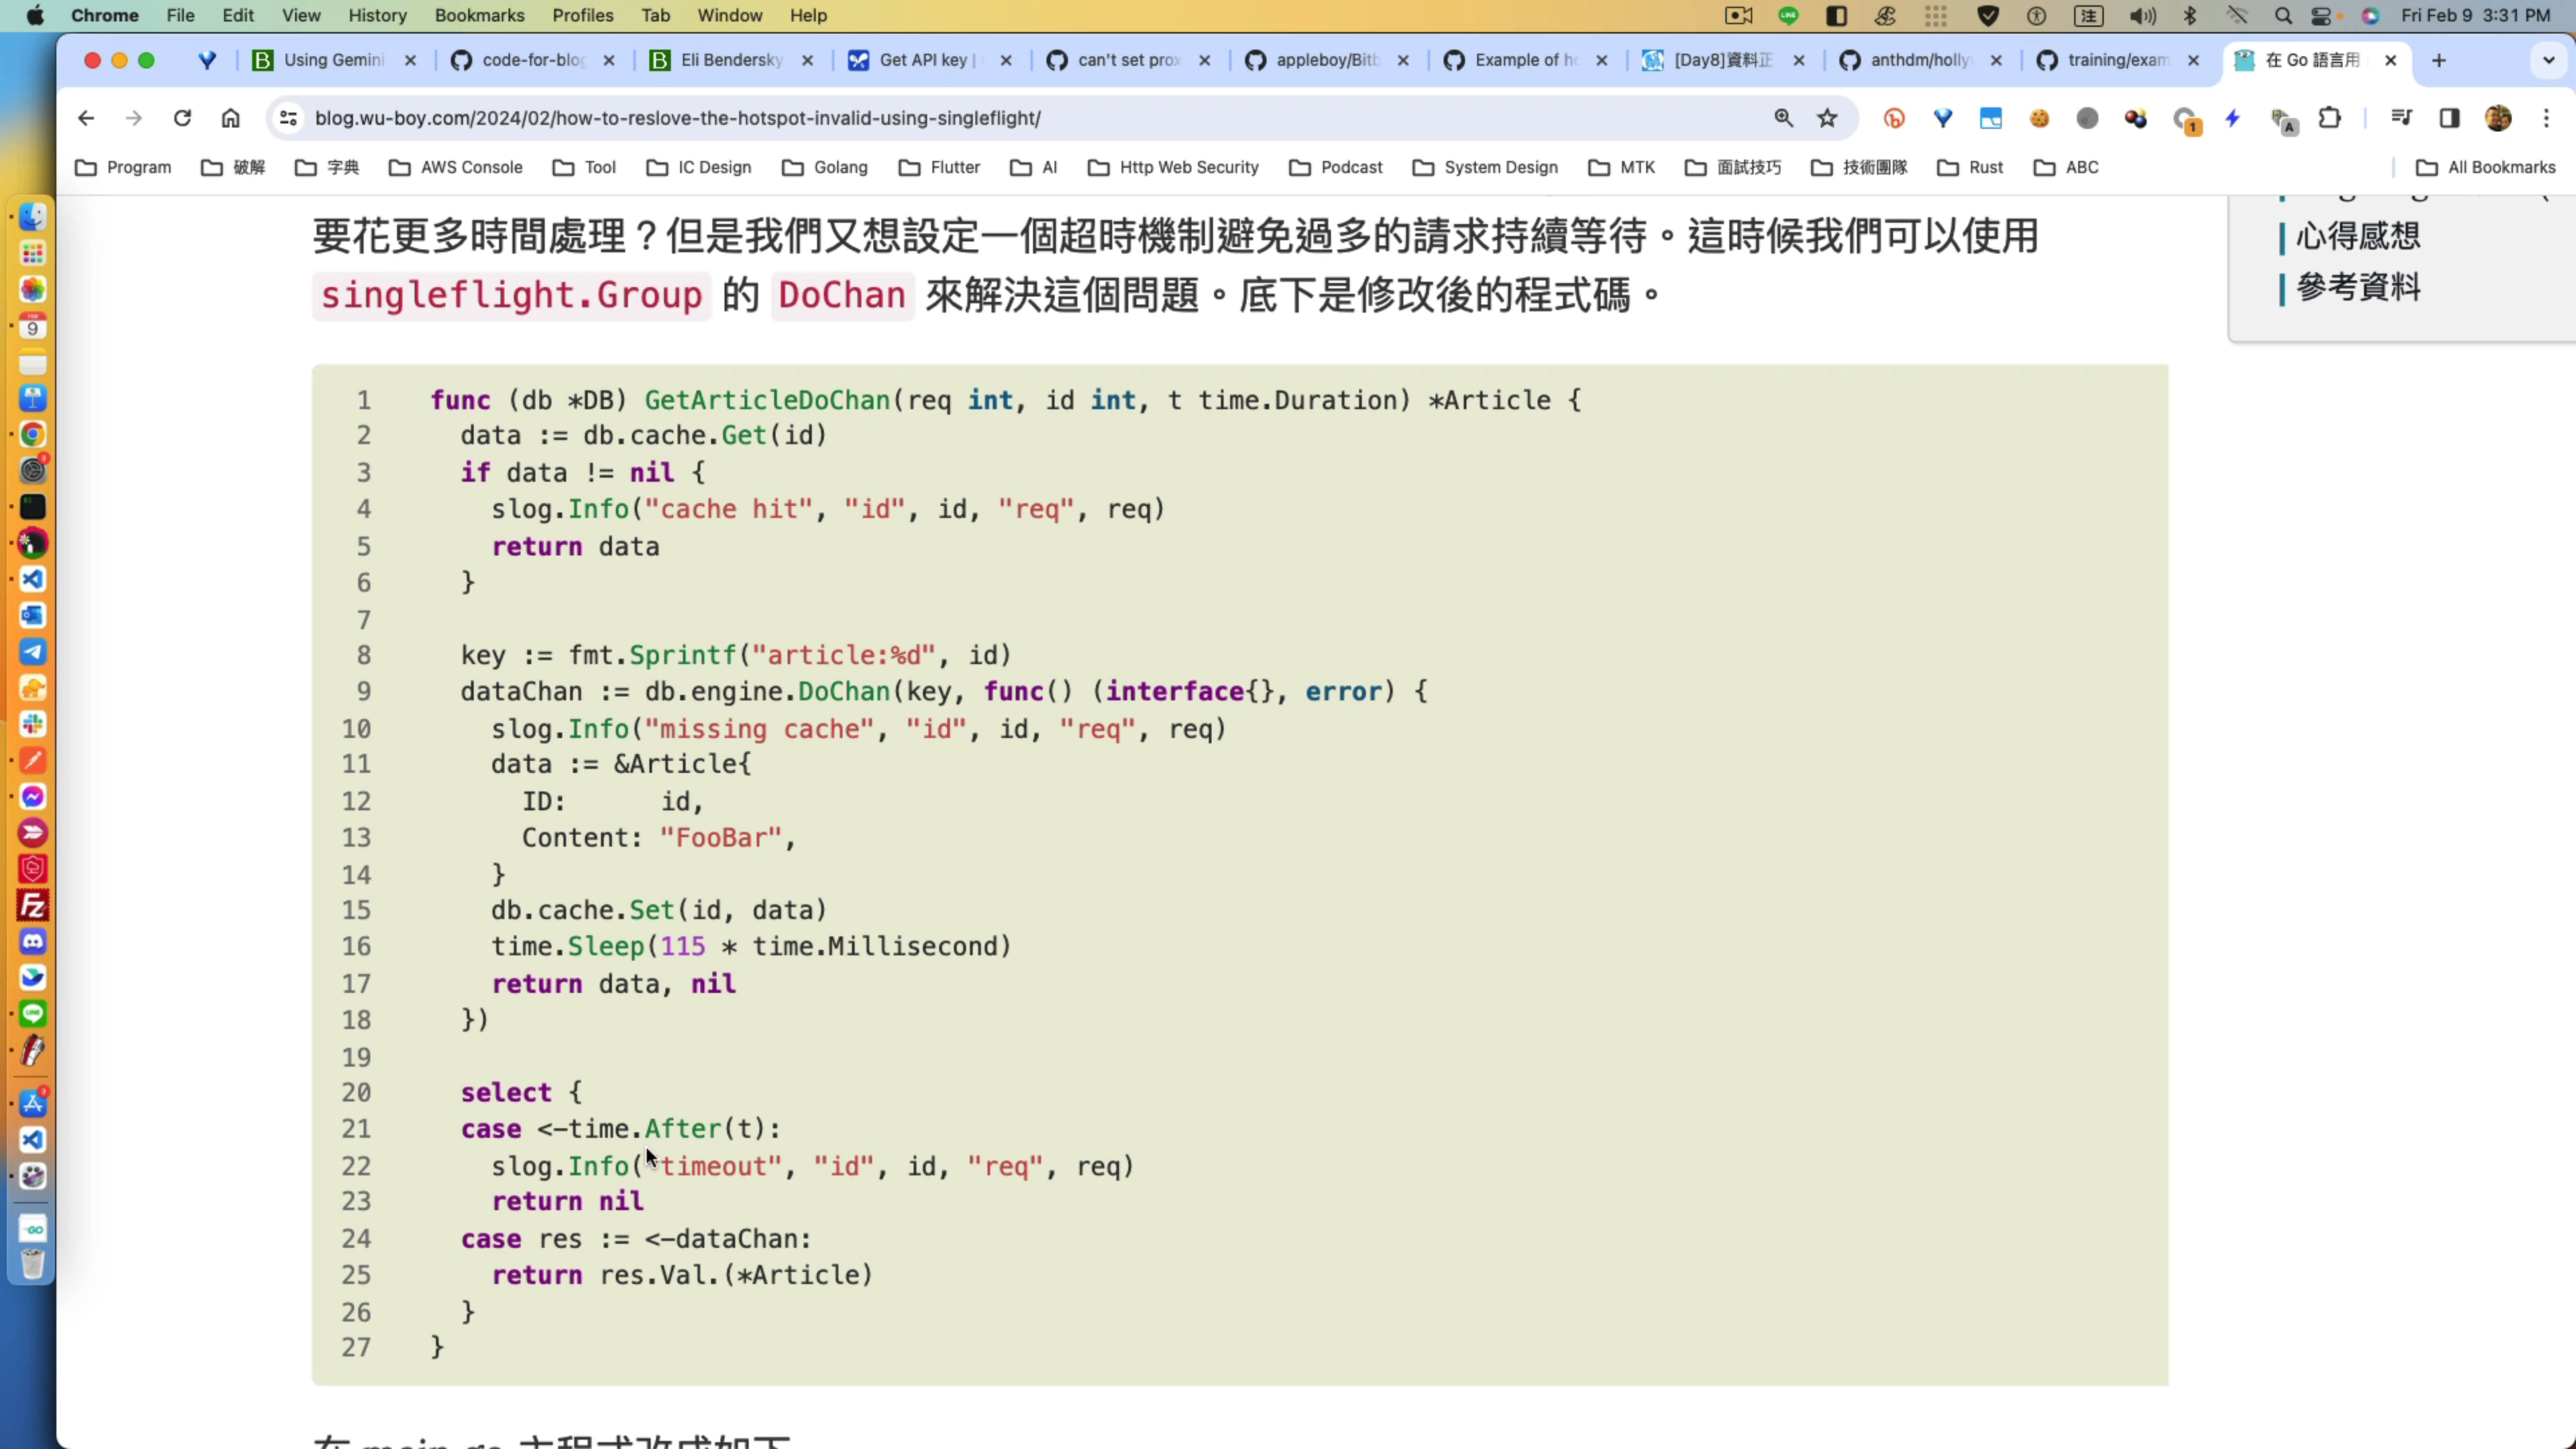 Chrome File Edit View History Bookmarks Profiles Tab Window Help 注 Fri Feb 9 3:31 PM
Using Gemini code-for-blog Eli Bendersky Get API key | can't set prox appleboy/Bitb Example of ho [Day8]資料正 anthdm/holly training/exam 在 Go 語言用
blog.wu-boy.com/2024/02/how-to-reslove-the-hotspot-invalid-using-singleflight/
Program 破解 字典 AWS Console Tool IC Design Golang Flutter AI Http Web Security Podcast System Design MTK 面試技巧 技術團隊 Rust ABC All Bookmarks
要花更多時間處理？但是我們又想設定一個超時機制避免過多的請求持續等待。這時候我們可以使用
singleflight.Group 的 DoChan 來解決這個問題。底下是修改後的程式碼。
心得感想
參考資料
1 func (db *DB) GetArticleDoChan(req int, id int, t time.Duration) *Article {
2 data := db.cache.Get(id)
3 if data != nil {
4 slog.Info("cache hit", "id", id, "req", req)
5 return data
6 }
7
8 key := fmt.Sprintf("article:%d", id)
9 dataChan := db.engine.DoChan(key, func() (interface{}, error) {
10 slog.Info("missing cache", "id", id, "req", req)
11 data := &Article{
12 ID: id,
13 Content: "FooBar",
14 }
15 db.cache.Set(id, data)
16 time.Sleep(115 * time.Millisecond)
17 return data, nil
18 })
19
20 select {
21 case <-time.After(t):
22 slog.Info("timeout", "id", id, "req", req)
23 return nil
24 case res := <-dataChan:
25 return res.Val.(*Article)
26 }
27 }
在 main.go 主程式改成如下